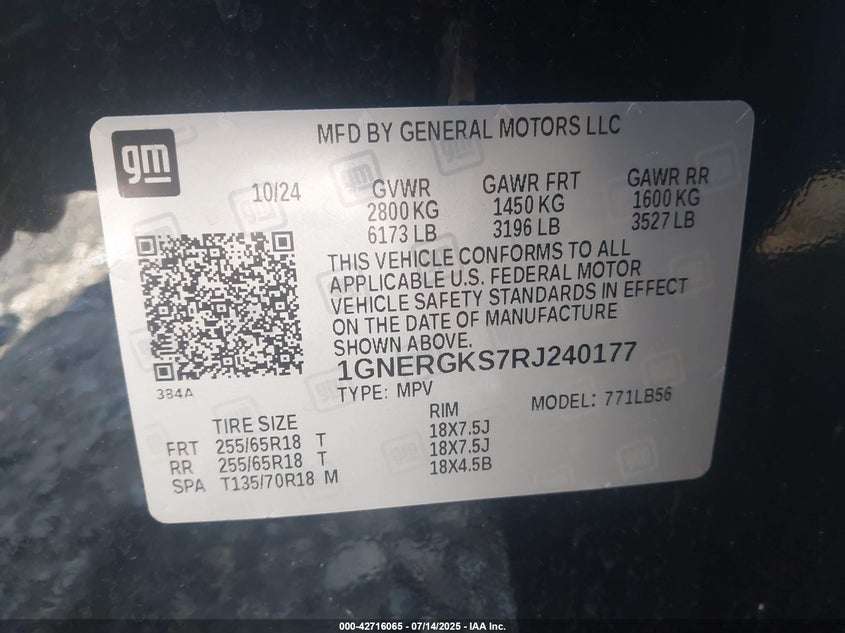 MFD BY GENERAL MOTORS LLC
gm
10/24
GVWR
2800 KG
6173 LB
GAWR FRT
1450 KG
3196 LB
GAWR RR
1600 KG
3527 LB
THIS VEHICLE CONFORMS TO ALL
APPLICABLE U.S. FEDERAL MOTOR
VEHICLE SAFETY STANDARDS IN EFFECT
ON THE DATE OF MANUFACTURE
SHOWN ABOVE.
1GNERGKS7RJ240177
384A
TYPE: MPV
MODEL: 771LB56
TIRE SIZE RIM
FRT 255/65R18 T 18X7.5J
RR 255/65R18 T 18X7.5J
SPA T135/70R18 M 18X4.5B
000-42716065 - 07/14/2025 - IAA Inc.